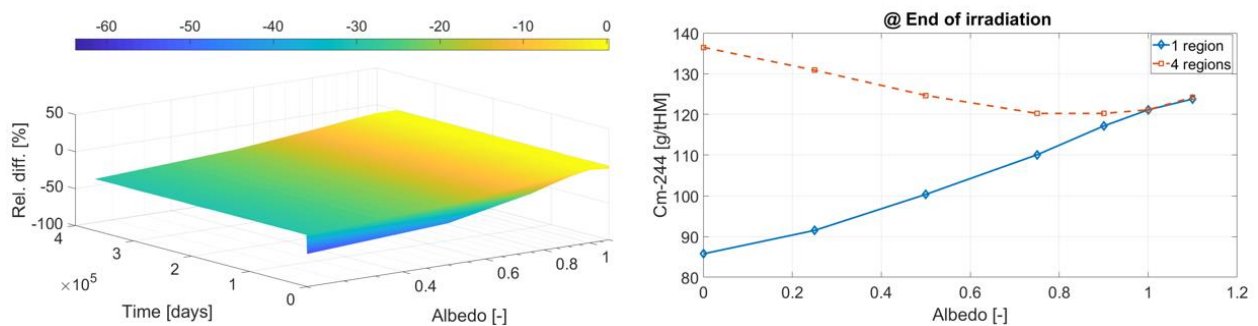 -60 -50 -40 -30 -20 -10 0
50
0
-50
-100
Rel. diff. [%]
4
3
2
1
0
×10⁵
Time [days]
0.4
0.6
0.8
1
Albedo [-]
@ End of irradiation
140
130
120
110
100
90
80
Cm-244 [g/tHM]
1 region
4 regions
0 0.2 0.4 0.6 0.8 1 1.2
Albedo [-]